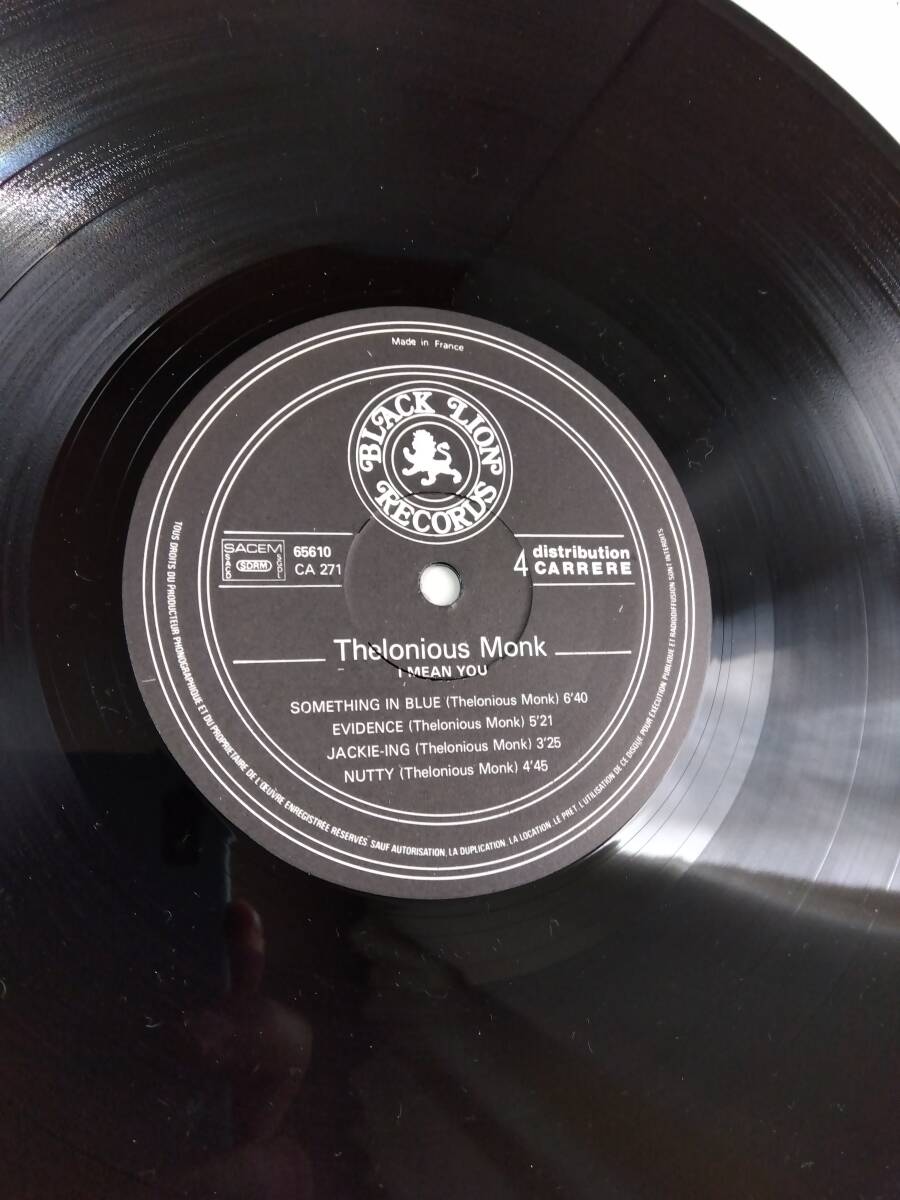 Made in France
BLACK LION
RECORDS
SACEM
SACD
SDRM
SGDL
65610
CA 271
4
distribution
CARRERE
Thelonious Monk
I MEAN YOU
SOMETHING IN BLUE (Thelonious Monk) 6'40
EVIDENCE (Thelonious Monk) 5'21
JACKIE-ING (Thelonious Monk) 3'25
NUTTY (Thelonious Monk) 4'45
TOUS DROITS DU PRODUCTEUR PHONOGRAPHIQUE ET DU PROPRIETAIRE DE L'ŒUVRE ENREGISTREE RESERVES. SAUF AUTORISATION, LA DUPLICATION, LA LOCATION, LE PRET, L'UTILISATION DE CE DISQUE POUR EXECUTION PUBLIQUE ET RADIODIFFUSION SONT INTERDITS